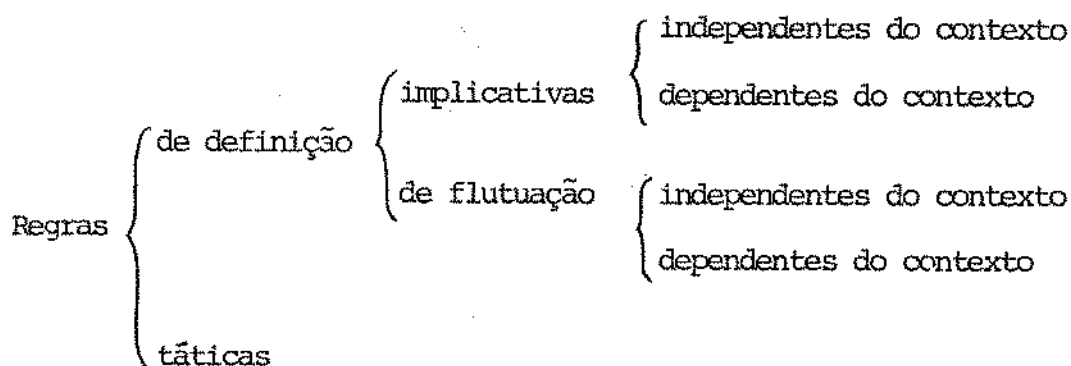 independentes do contexto
implicativas
dependentes do contexto
de definição
de flutuação
independentes do contexto
Regras
dependentes do contexto
táticas